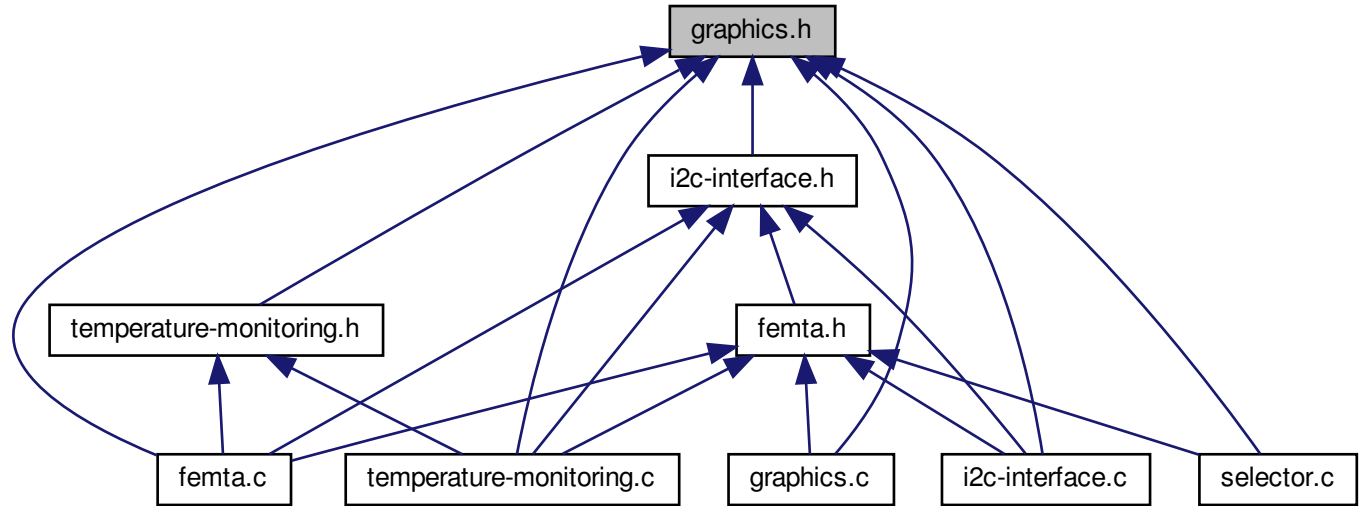 graphics.h
i2c-interface.h
temperature-monitoring.h
femta.h
femta.c
temperature-monitoring.c
graphics.c
i2c-interface.c
selector.c